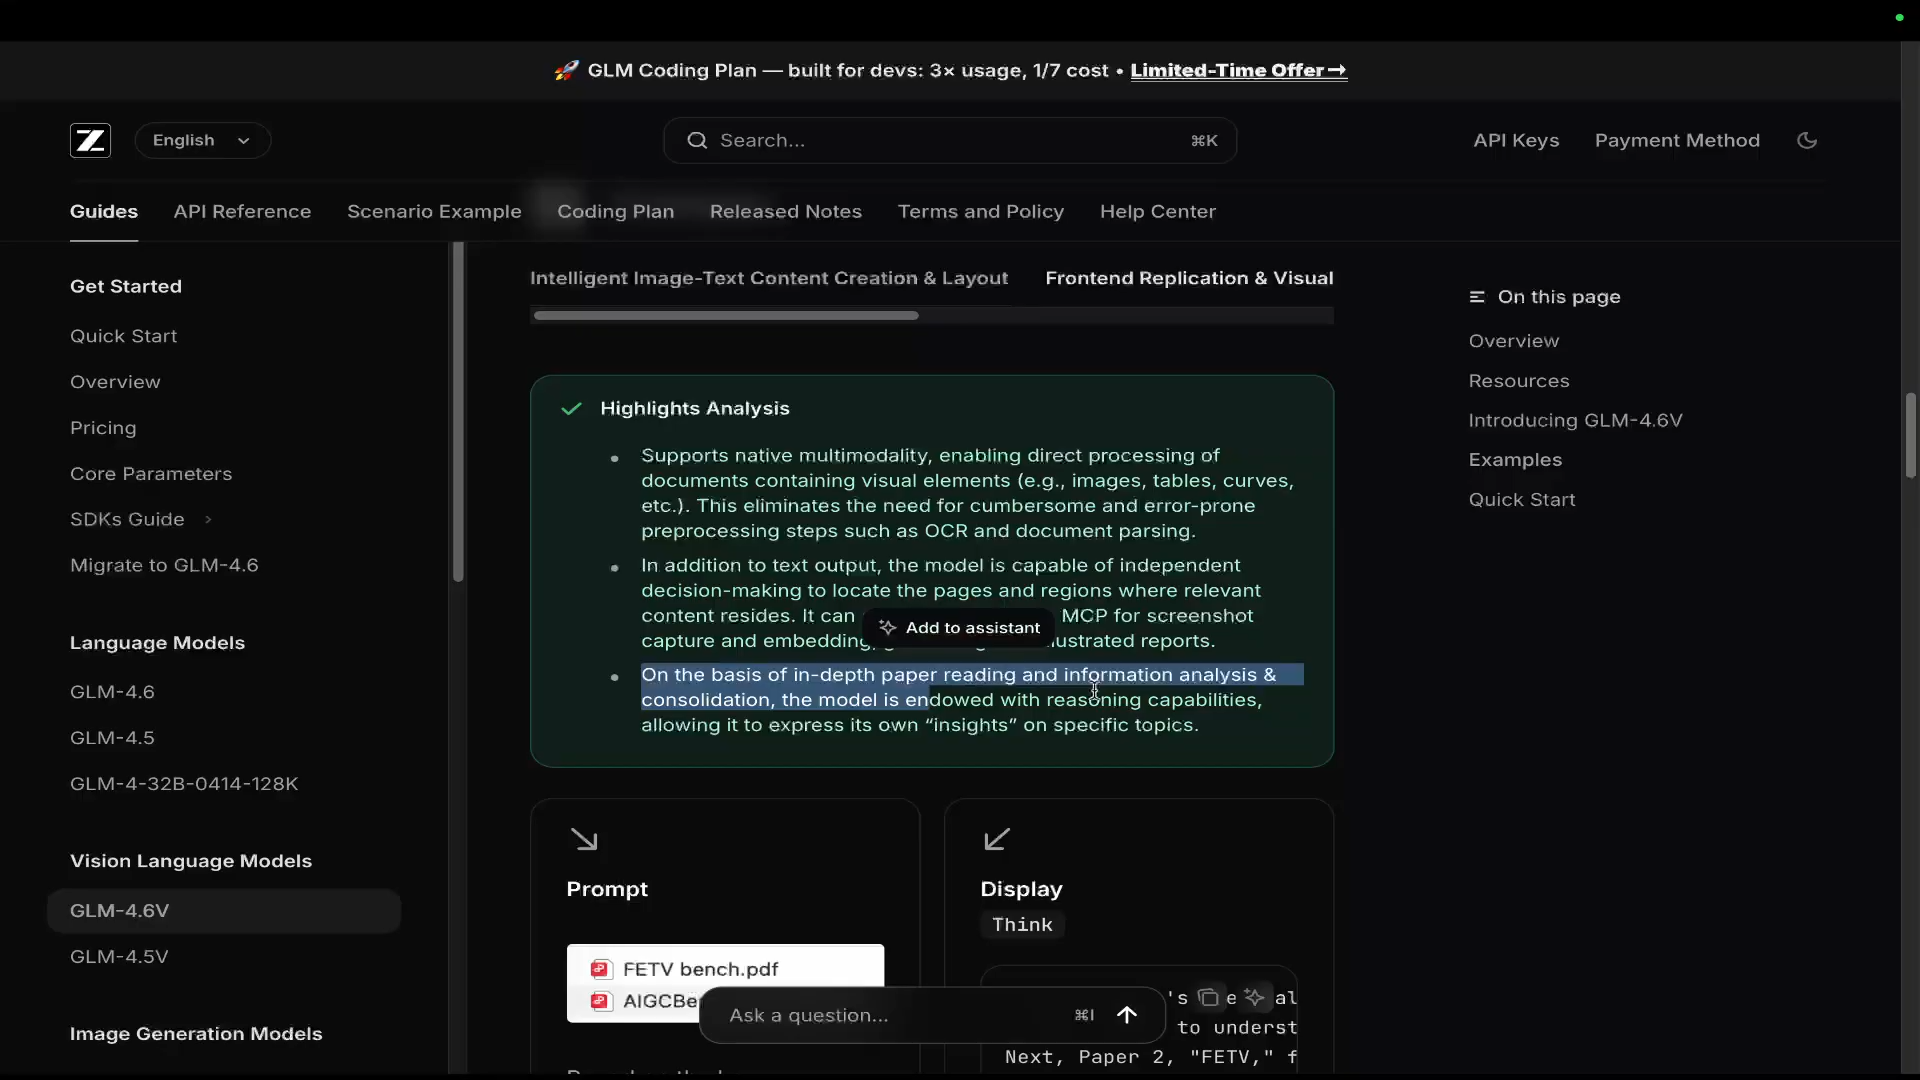 🚀 GLM Coding Plan — built for devs: 3× usage, 1/7 cost • Limited-Time Offer→
Z
English
Search...
⌘K
API Keys
Payment Method
Guides
API Reference
Scenario Example
Coding Plan
Released Notes
Terms and Policy
Help Center
Get Started
Quick Start
Overview
Pricing
Core Parameters
SDKs Guide
Migrate to GLM-4.6
Language Models
GLM-4.6
GLM-4.5
GLM-4-32B-0414-128K
Vision Language Models
GLM-4.6V
GLM-4.5V
Image Generation Models
Intelligent Image-Text Content Creation & Layout
Frontend Replication & Visual
Highlights Analysis
Supports native multimodality, enabling direct processing of
documents containing visual elements (e.g., images, tables, curves,
etc.). This eliminates the need for cumbersome and error-prone
preprocessing steps such as OCR and document parsing.
In addition to text output, the model is capable of independent
decision-making to locate the pages and regions where relevant
content resides. It can MCP for screenshot
capture and embedding, lustrated reports.
Add to assistant
On the basis of in-depth paper reading and information analysis &
consolidation, the model is endowed with reasoning capabilities,
allowing it to express its own “insights” on specific topics.
Prompt
FETV bench.pdf
AIGCBe
Display
Think
's e al
to underst
Next, Paper 2, "FETV," f
Ask a question...
⌘I
On this page
Overview
Resources
Introducing GLM-4.6V
Examples
Quick Start